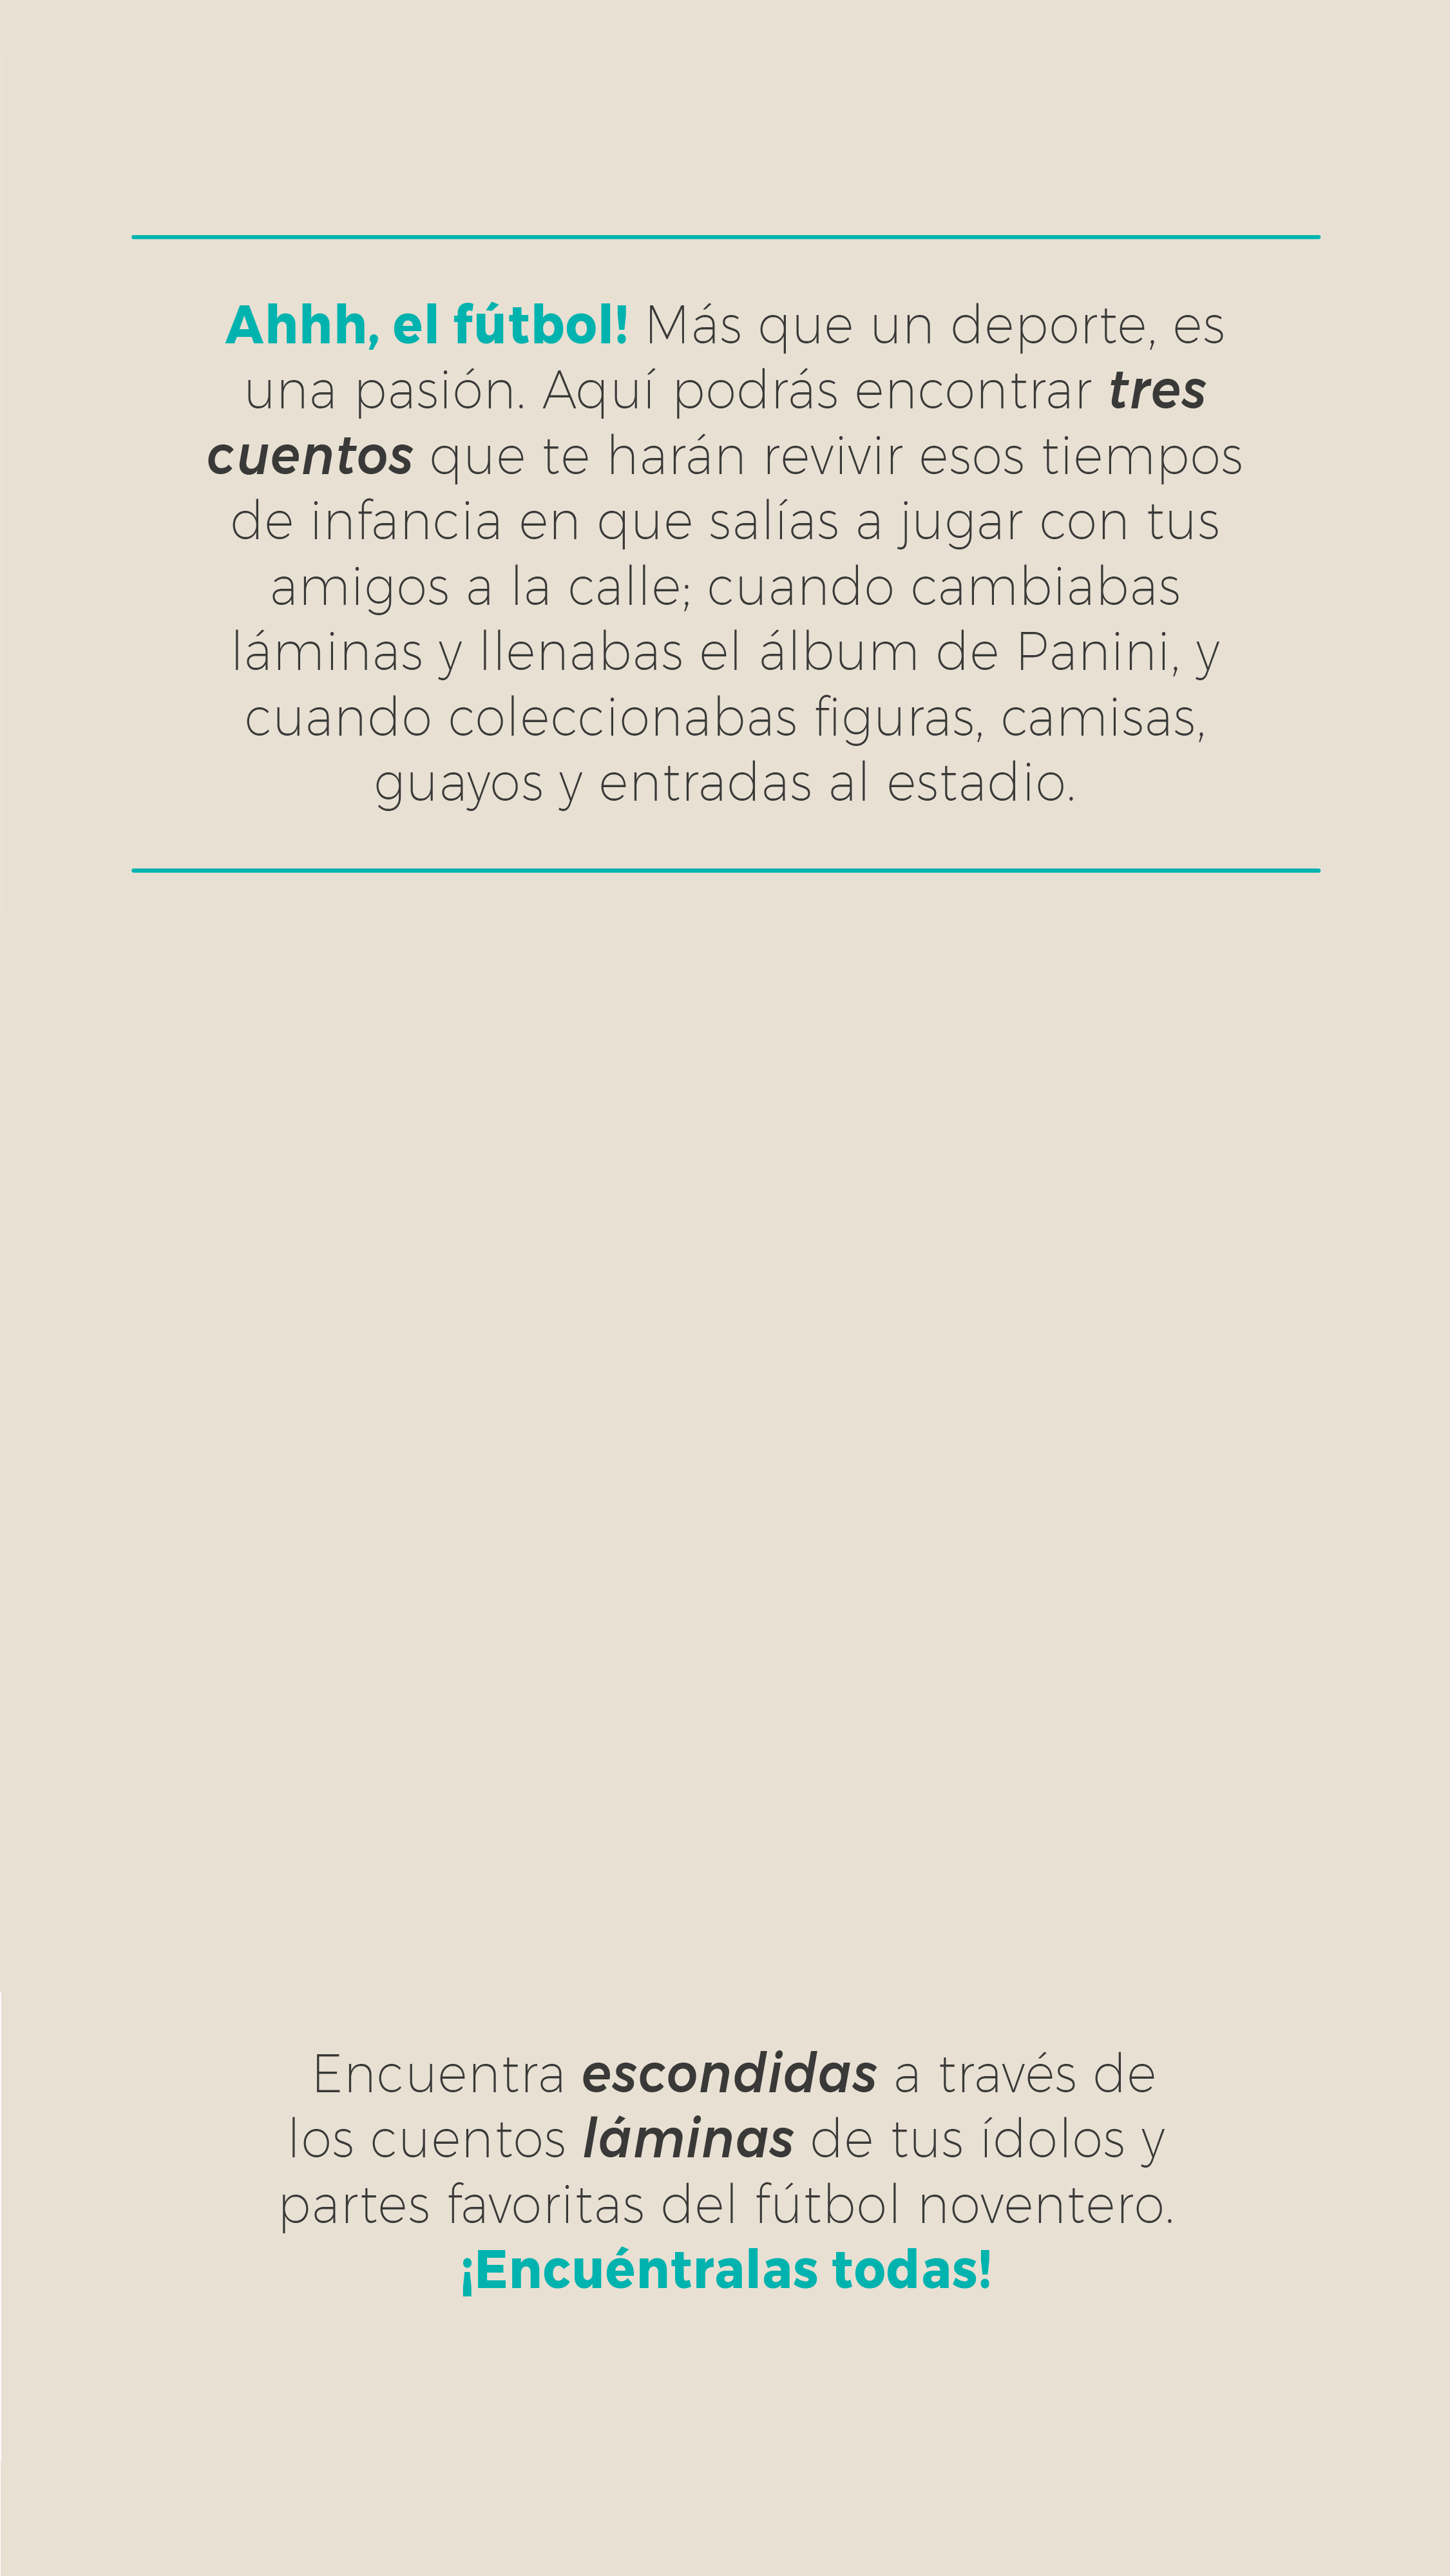 Ahhh, el fútbol! Más que un deporte, es
una pasión. Aquí podrás encontrar tres
cuentos que te harán revivir esos tiempos
de infancia en que salías a jugar con tus
amigos a la calle; cuando cambiabas
láminas y llenabas el álbum de Panini, y
cuando coleccionabas figuras, camisas,
guayos y entradas al estadio.
Encuentra escondidas a través de
los cuentos láminas de tus ídolos y
partes favoritas del fútbol noventero.
¡Encuéntralas todas!